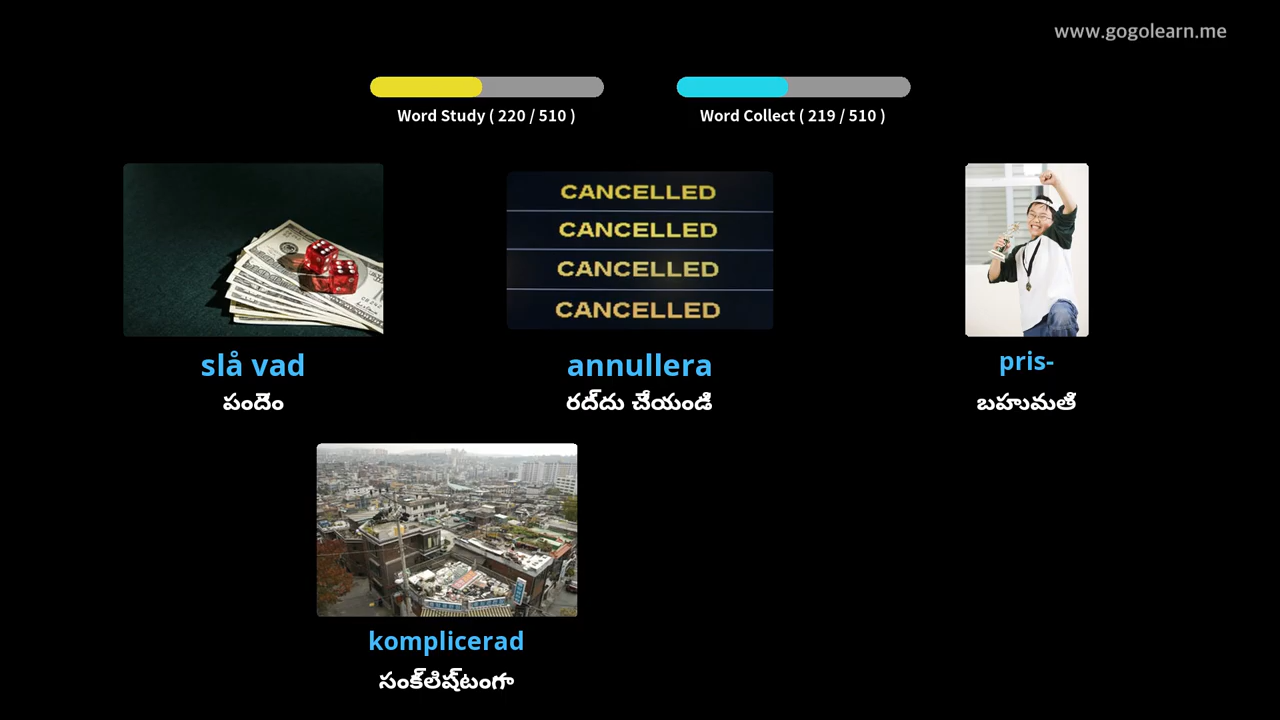 www.gogolearn.me
Word Study ( 220 / 510 )
Word Collect ( 219 / 510 )
CANCELLED
CANCELLED
CANCELLED
CANCELLED
slå vad
annullera
pris-
పందెం
రద్దు చేయండి
బహుమతి
komplicerad
సంక్లిష్టంగా